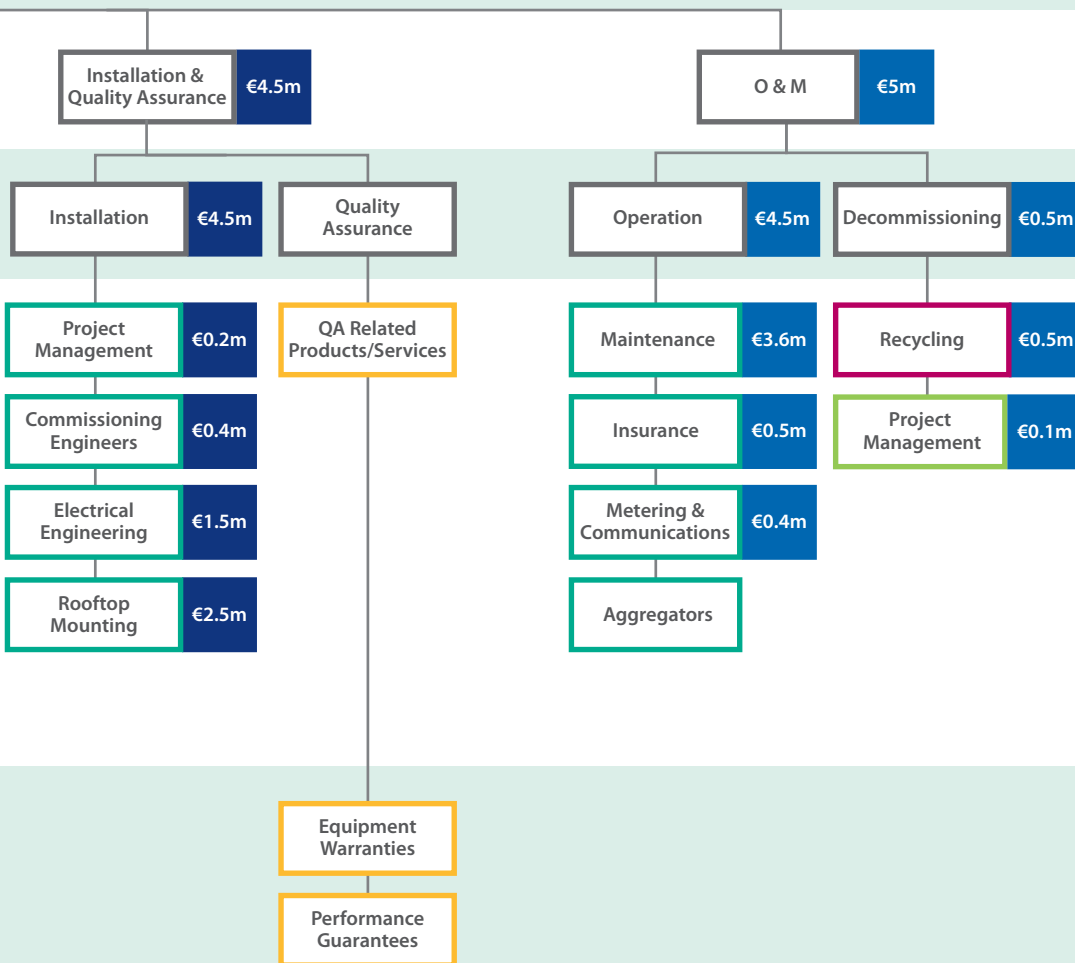 Installation &
Quality Assurance
€4.5m
O & M
€5m
Installation
€4.5m
Quality
Assurance
Operation
€4.5m
Decommissioning
€0.5m
Project
Management
€0.2m
QA Related
Products/Services
Maintenance
€3.6m
Recycling
€0.5m
Commissioning
Engineers
€0.4m
Insurance
€0.5m
Project
Management
€0.1m
Electrical
Engineering
€1.5m
Metering &
Communications
€0.4m
Rooftop
Mounting
€2.5m
Aggregators
Equipment
Warranties
Performance
Guarantees